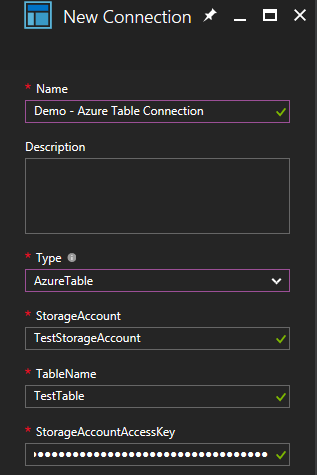 New Connection
* Name
Demo - Azure Table Connection
Description
* Type
AzureTable
* StorageAccount
TestStorageAccount
* TableName
TestTable
* StorageAccountAccessKey
••••••••••••••••••••••••••••••••••